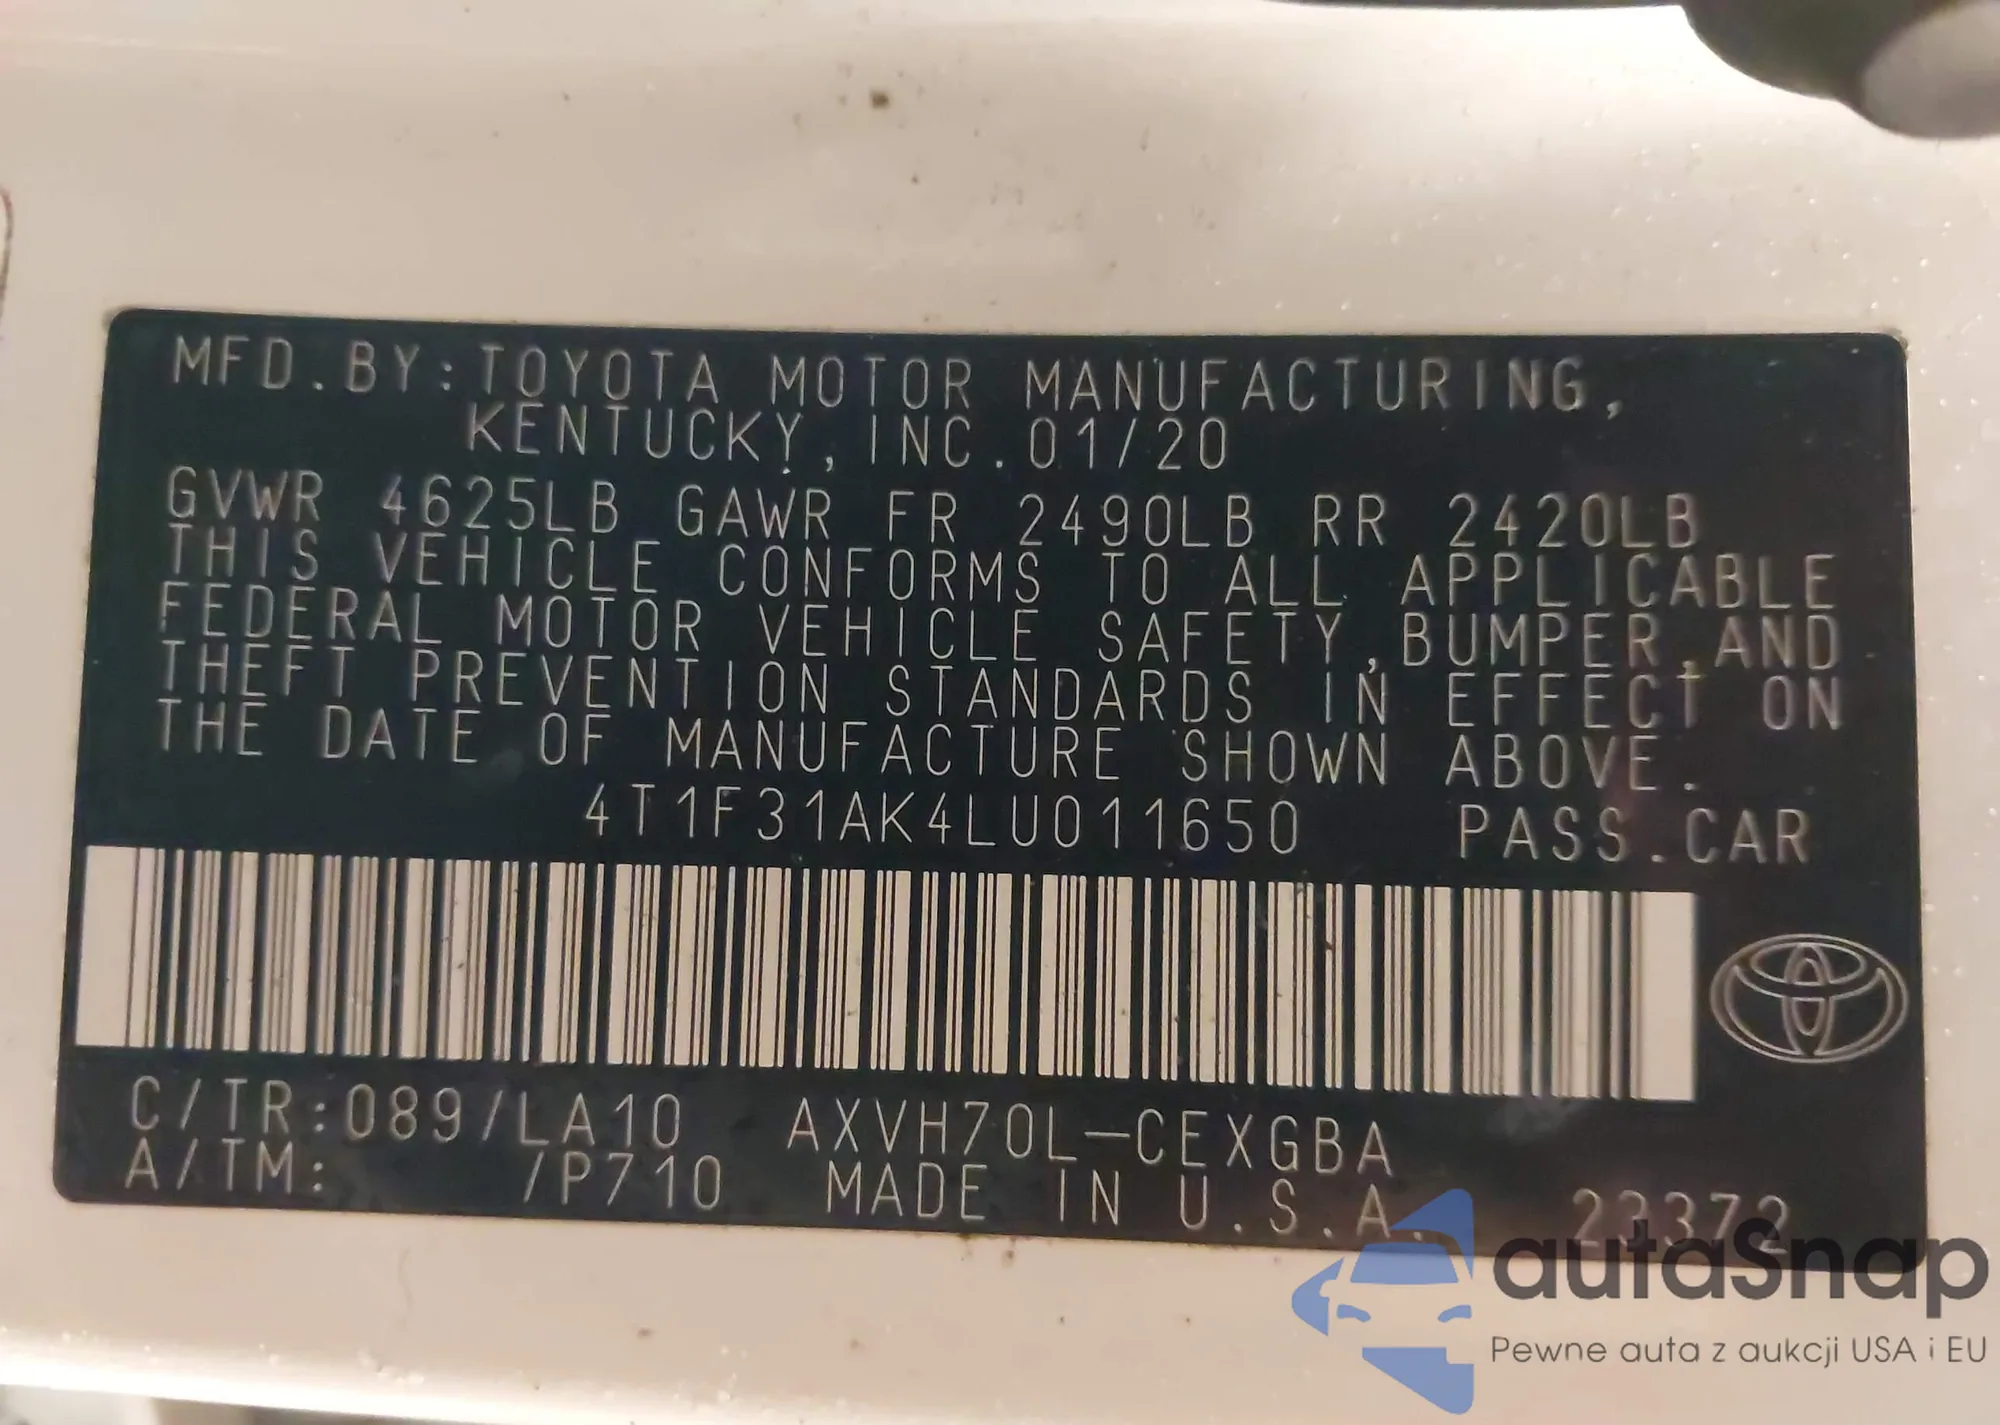 MFD.BY:TOYOTA MOTOR MANUFACTURING,
KENTUCKY, INC.01/20
GVWR 4625LB GAWR FR 2490LB RR 2420LB
THIS VEHICLE CONFORMS TO ALL APPLICABLE
FEDERAL MOTOR VEHICLE SAFETY,BUMPER,AND
THEFT PREVENTION STANDARDS IN EFFECT ON
THE DATE OF MANUFACTURE SHOWN ABOVE.
4T1F31AK4LU011650 PASS.CAR
C/TR:089/LA10 AXVH70L-CEXGBA
A/TM: /P710 MADE IN U.S.A. 23372
autoSnap
Pewne auta z aukcji USA i EU